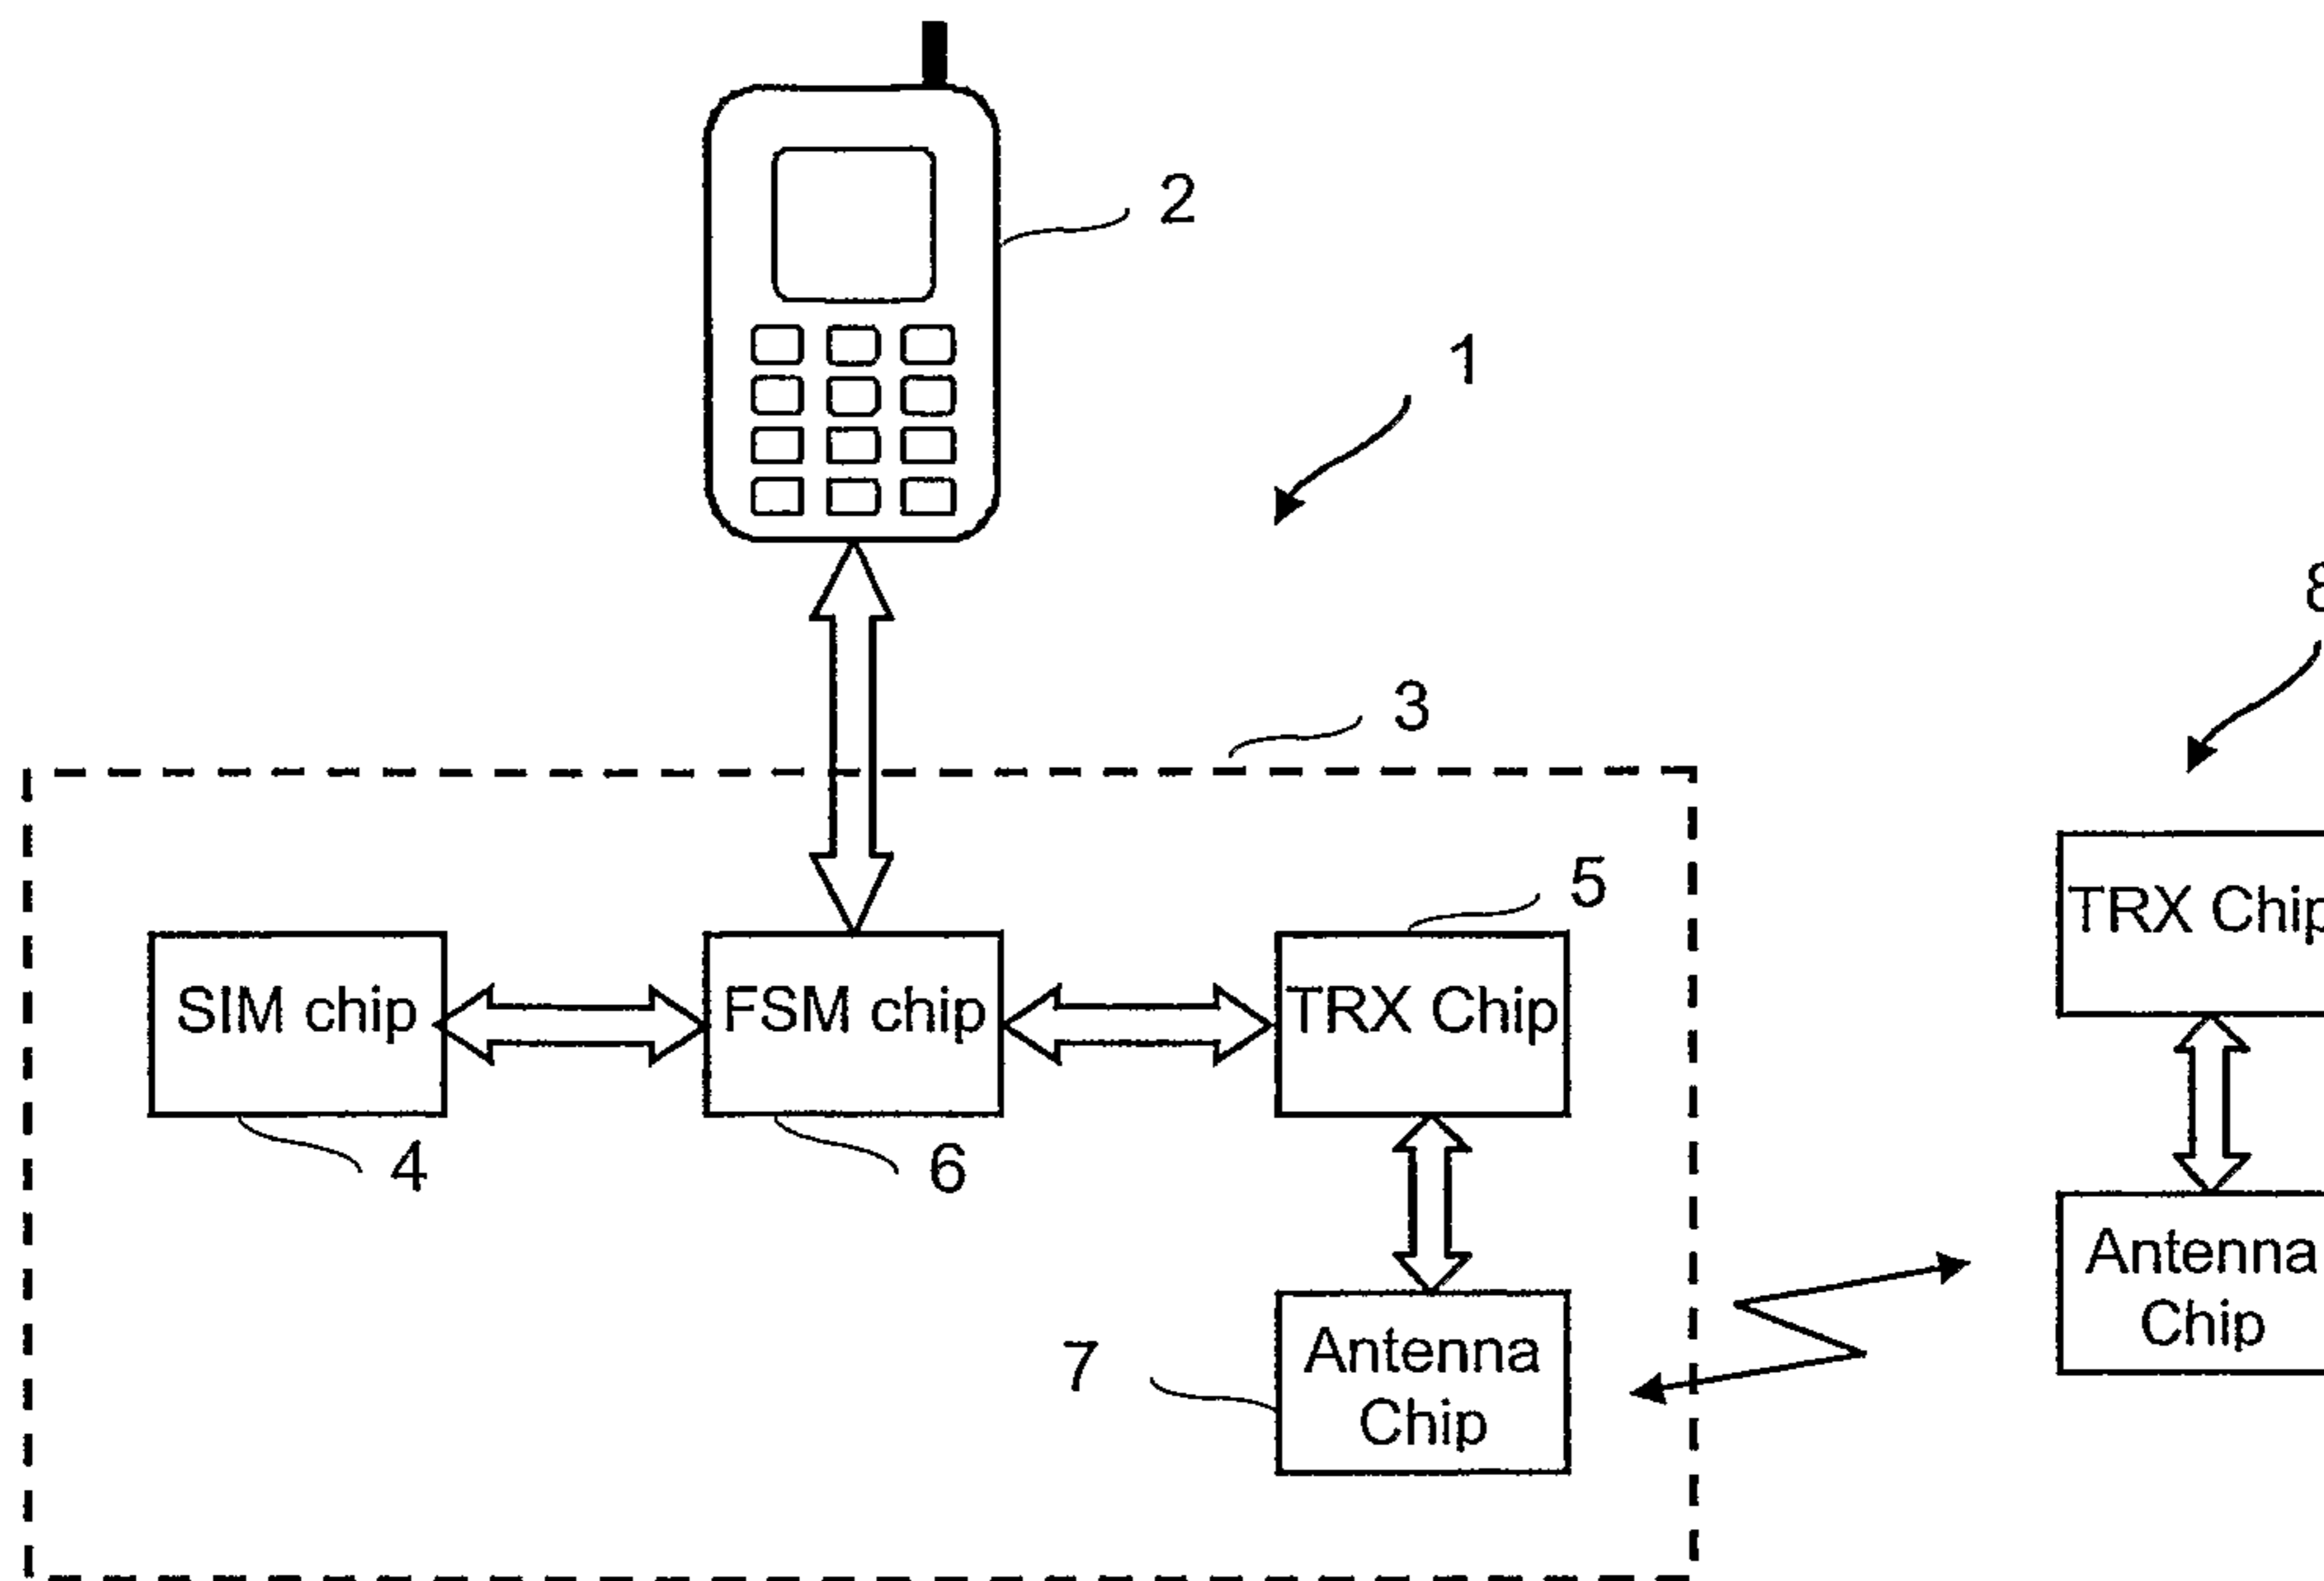 2
1
8
3
5
SIM chip
FSM chip
TRX Chip
TRX Chip
4
6
7
Antenna
Chip
Antenna
Chip